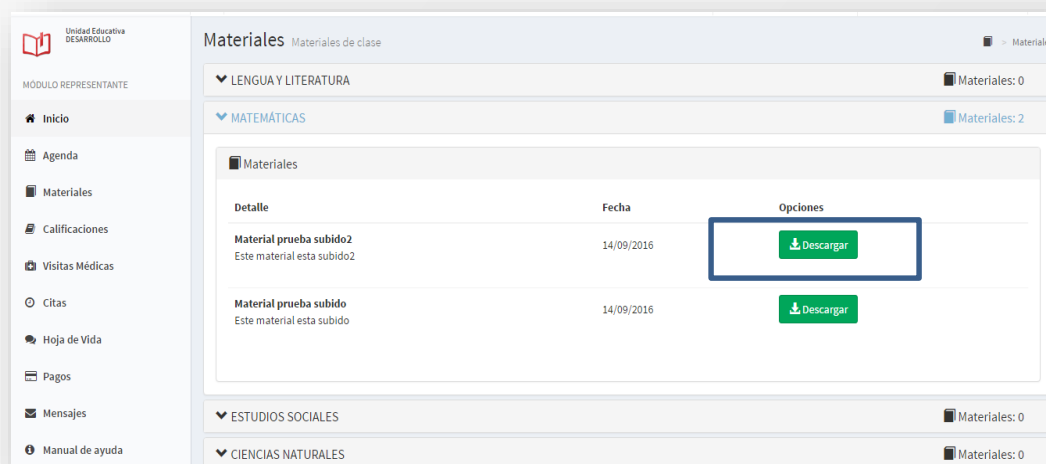 Unidad Educativa
DESARROLLO
MÓDULO REPRESENTANTE
Inicio
Agenda
Materiales
Calificaciones
Visitas Médicas
Citas
Hoja de Vida
Pagos
Mensajes
Manual de ayuda
Materiales Materiales de clase
> Materiale
LENGUA Y LITERATURA Materiales: 0
MATEMÁTICAS Materiales: 2
Materiales
Detalle Fecha Opciones
Material prueba subido2
Este material esta subido2
14/09/2016 Descargar
Material prueba subido
Este material esta subido
14/09/2016 Descargar
ESTUDIOS SOCIALES Materiales: 0
CIENCIAS NATURALES Materiales: 0